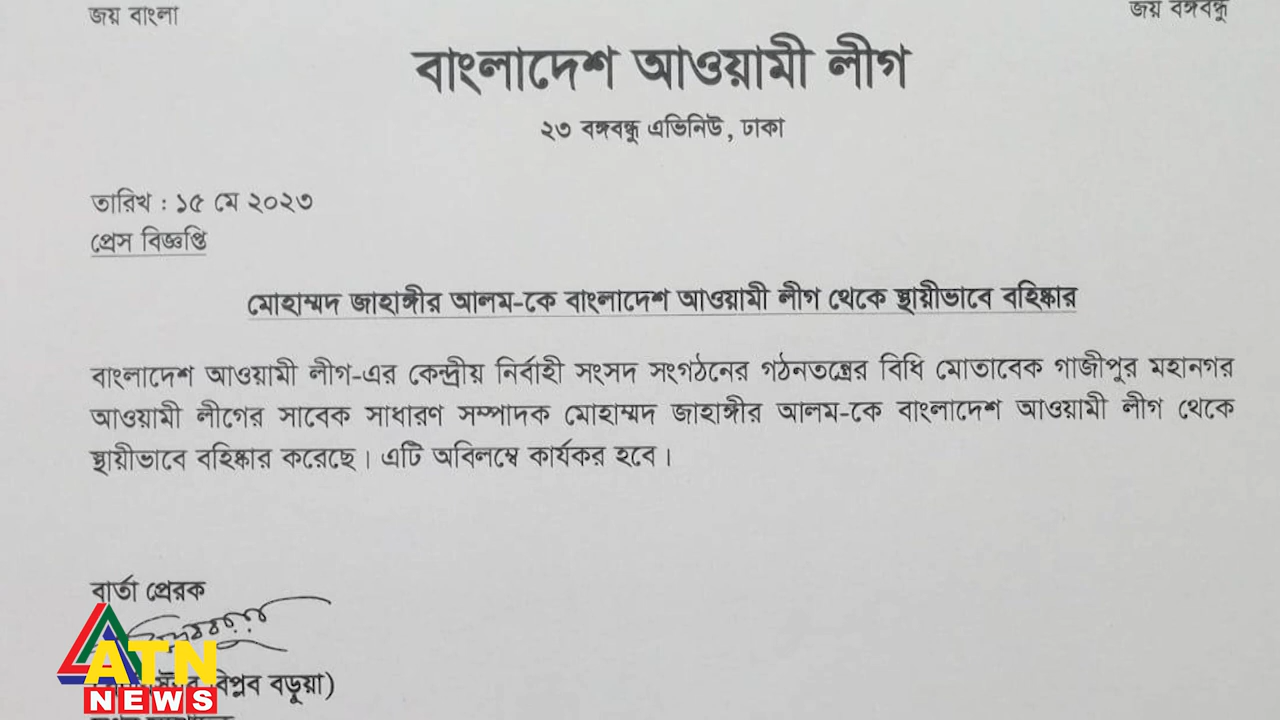 জয় বাংলা
জয় বঙ্গবন্ধু
বাংলাদেশ আওয়ামী লীগ
২৩ বঙ্গবন্ধু এভিনিউ, ঢাকা
তারিখ : ১৫ মে ২০২৩
প্রেস বিজ্ঞপ্তি
মোহাম্মদ জাহাঙ্গীর আলম-কে বাংলাদেশ আওয়ামী লীগ থেকে স্থায়ীভাবে বহিষ্কার
বাংলাদেশ আওয়ামী লীগ-এর কেন্দ্রীয় নির্বাহী সংসদ সংগঠনের গঠনতন্ত্রের বিধি মোতাবেক গাজীপুর মহানগর
আওয়ামী লীগের সাবেক সাধারণ সম্পাদক মোহাম্মদ জাহাঙ্গীর আলম-কে বাংলাদেশ আওয়ামী লীগ থেকে
স্থায়ীভাবে বহিষ্কার করেছে। এটি অবিলম্বে কার্যকর হবে।
বার্তা প্রেরক
বিপ্লব বড়ুয়া)
ATN
NEWS